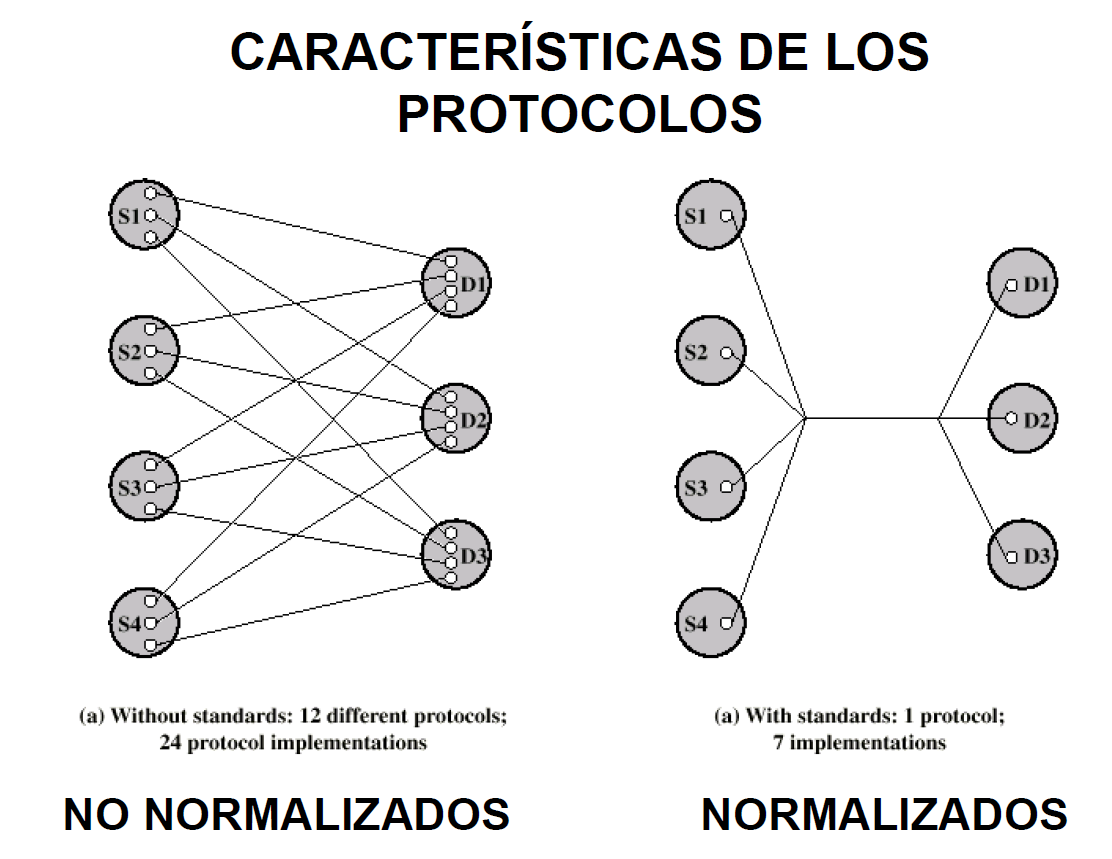 CARACTERÍSTICAS DE LOS
PROTOCOLOS
S1
S2
S3
S4
D1
D2
D3
(a) Without standards: 12 different protocols;
24 protocol implementations
NO NORMALIZADOS
S1
S2
S3
S4
D1
D2
D3
(a) With standards: 1 protocol;
7 implementations
NORMALIZADOS